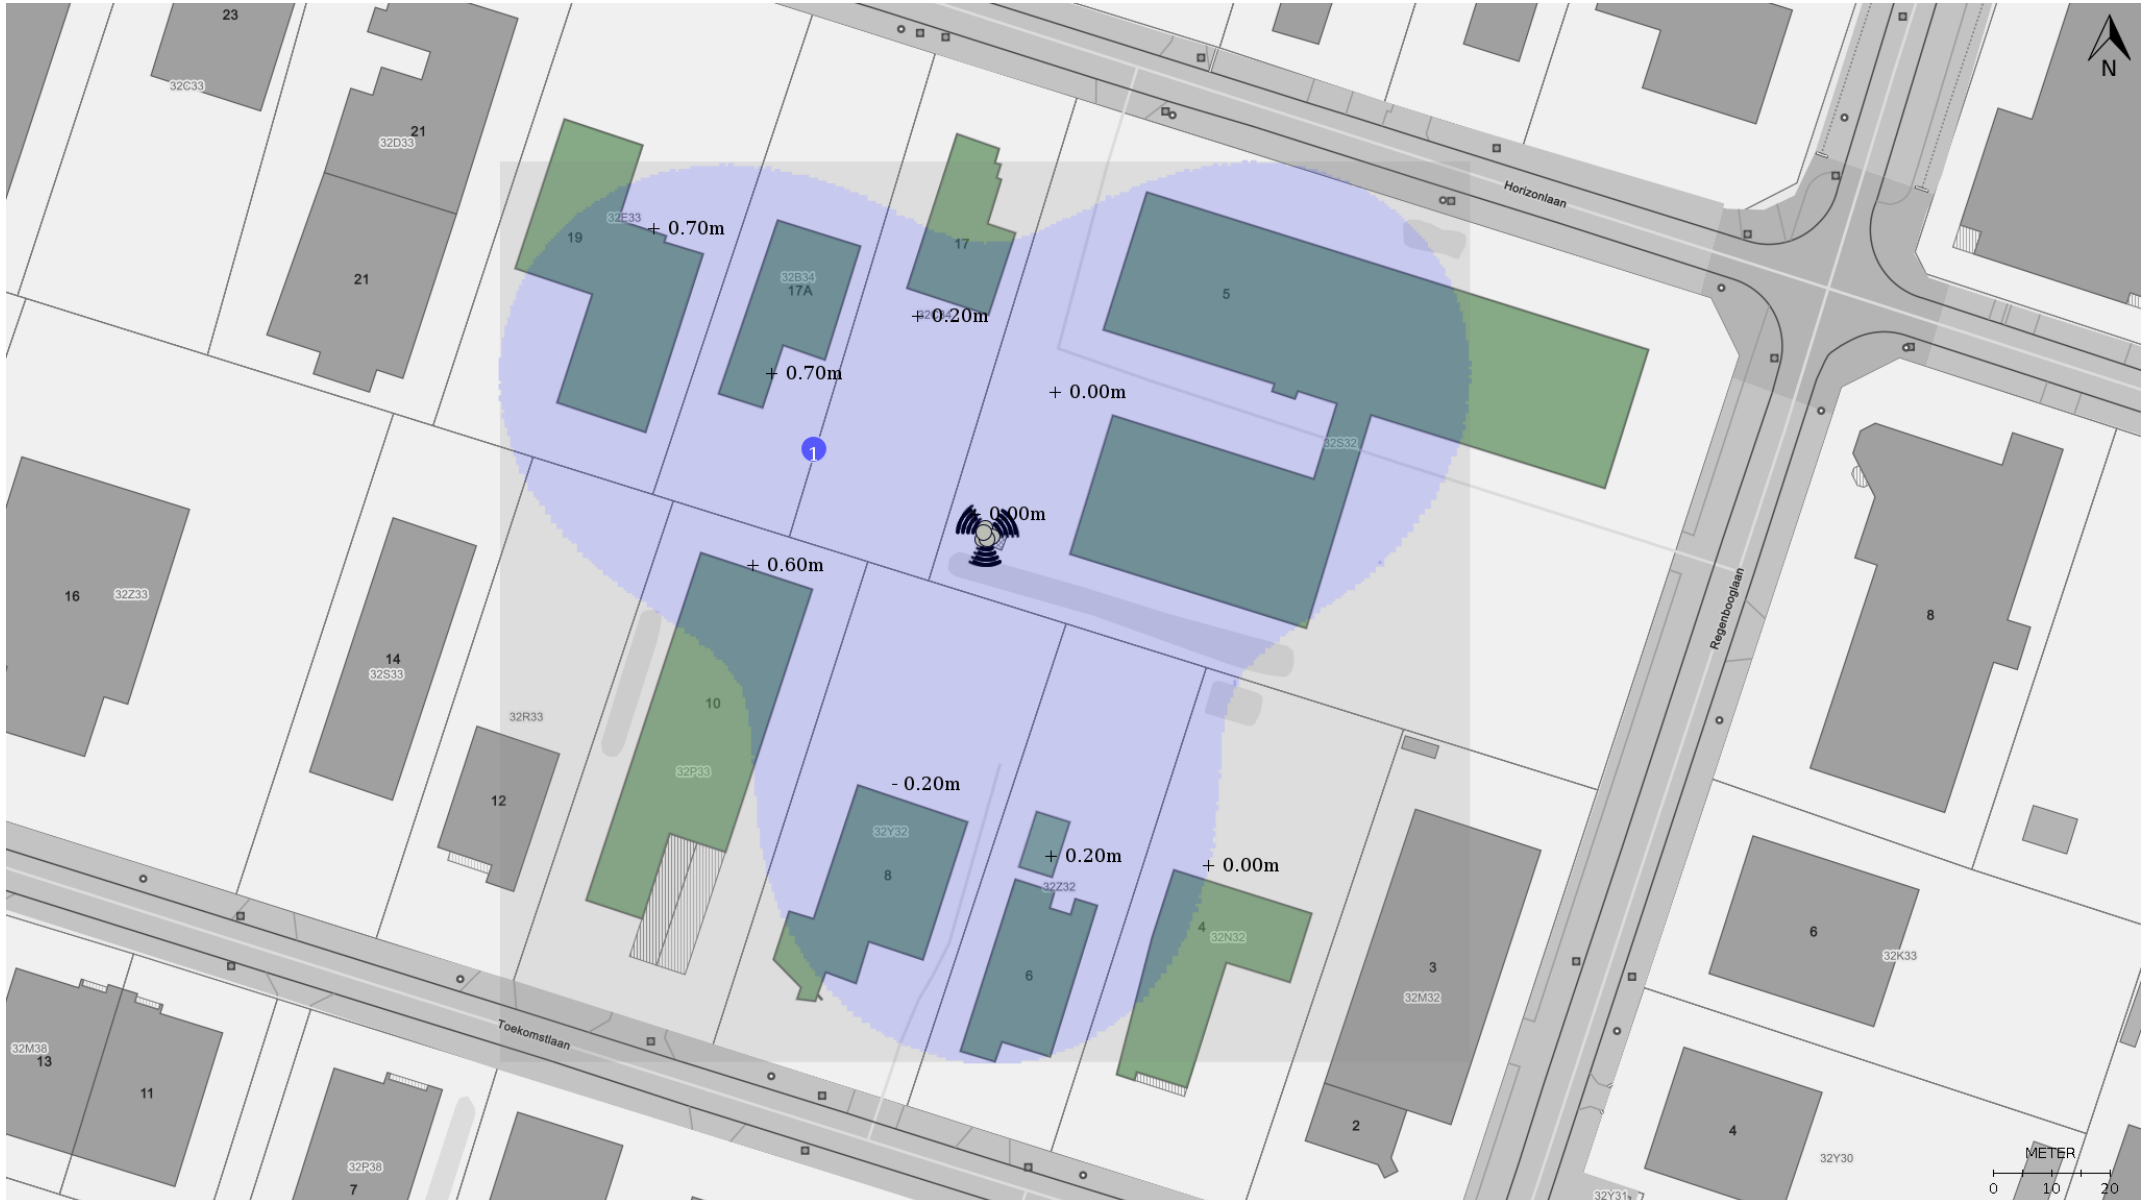 23
32C33
21
32D33
21
N
Horizonlaan
32E33
19
+ 0.70m
17
32B34
17A
5
+ 0.20m
+ 0.70m
+ 0.00m
32S32
1
0.00m
+ 0.60m
16
32Z33
14
32S33
8
Regenbooglaan
32R33
10
32P33
12
- 0.20m
32Y32
8
+ 0.20m
32Z32
+ 0.00m
4
32N32
6
3
32M32
6
32K33
Toekomstlaan
32M38
13
11
2
4
32Y30
32P38
7
METER
0 10 20
32Y31